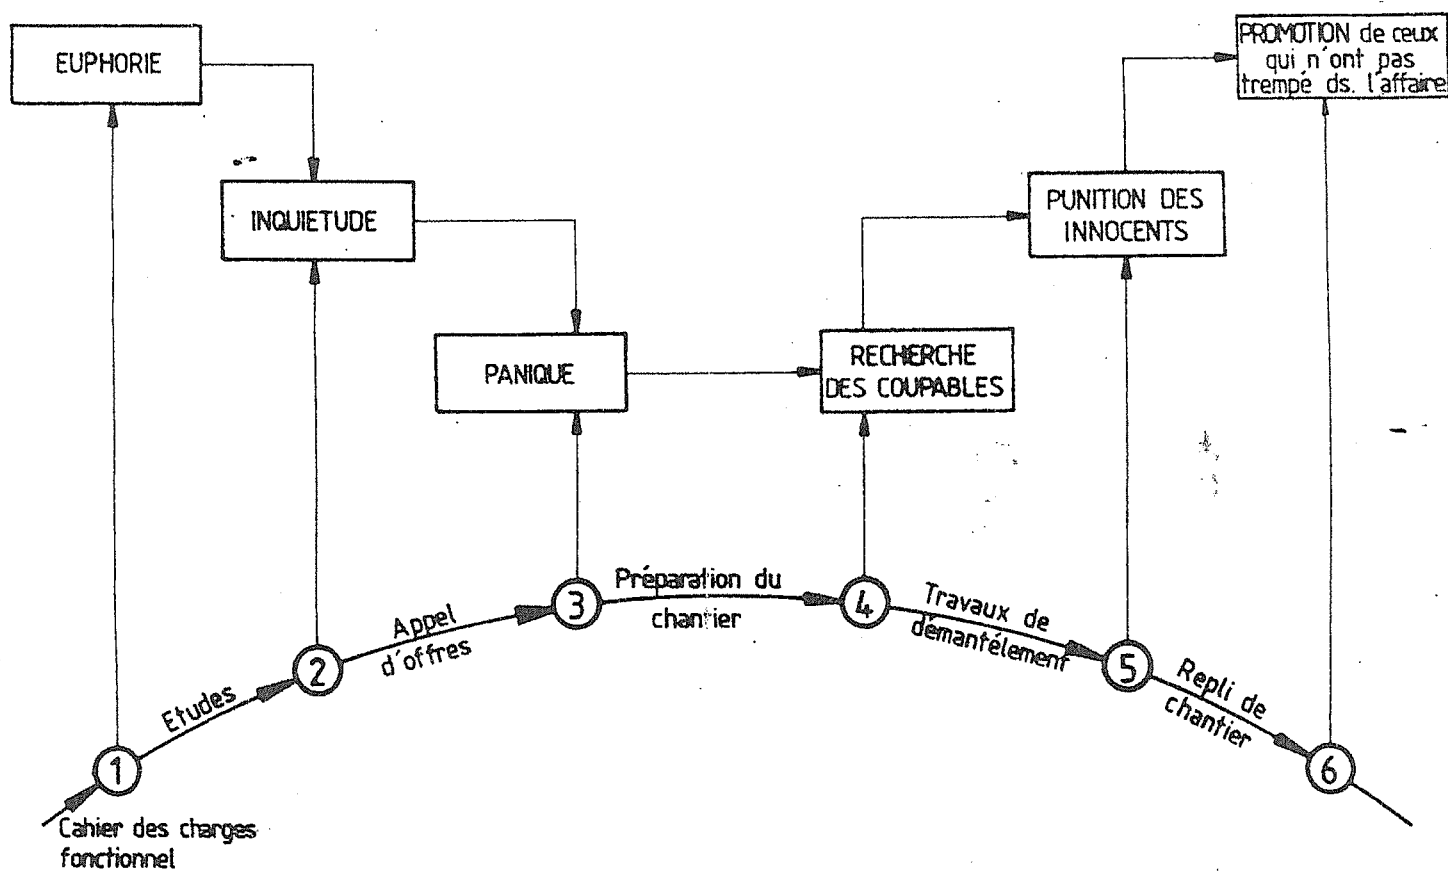 EUPHORIE
PROMOTION de ceux
qui n'ont pas
trempé ds. l'affaire
INQUIETUDE
PUNITION DES
INNOCENTS
PANIQUE
RECHERCHE
DES COUPABLES
1
Etudes
2
Appel
d'offres
3
Préparation du
chantier
4
Travaux de
démantélement
5
Repli de
chantier
6
Cahier des charges
fonctionnel